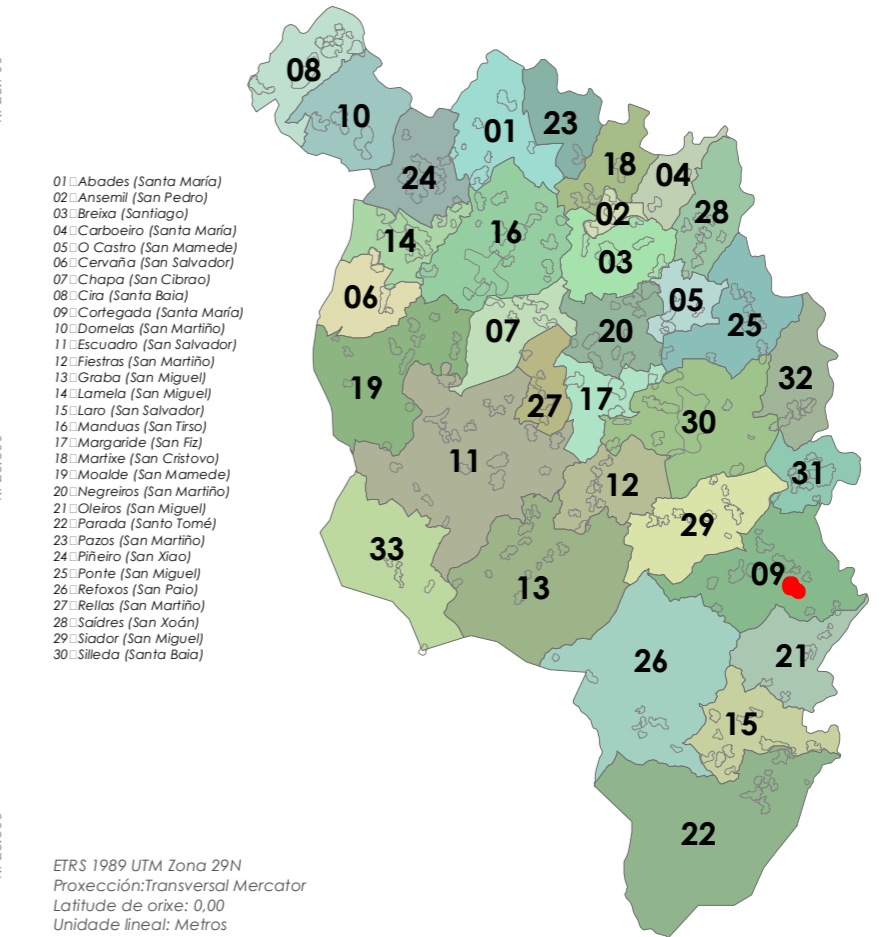 08
10
01
23
18
04
24
02
28
14
16
03
06
05
07
20
25
19
32
17
27
30
11
31
12
29
33
09
13
26
21
15
22
01 Abades (Santa María)
02 Ansemil (San Pedro)
03 Breixa (Santiago)
04 Carboeiro (Santa María)
05 O Castro (San Mamede)
06 Cervaña (San Salvador)
07 Chapa (San Cibrao)
08 Cira (Santa Baia)
09 Cortegada (Santa María)
10 Dornelas (San Martiño)
11 Escuadro (San Salvador)
12 Fiestras (San Martiño)
13 Graba (San Miguel)
14 Lamela (San Miguel)
15 Laro (San Salvador)
16 Manduas (San Tirso)
17 Margaride (San Fiz)
18 Martixe (San Cristovo)
19 Moalde (San Mamede)
20 Negreiros (San Martiño)
21 Oleiros (San Miguel)
22 Parada (Santo Tomé)
23 Pazos (San Martiño)
24 Piñeiro (San Xiao)
25 Ponte (San Miguel)
26 Refoxos (San Paio)
27 Rellas (San Martiño)
28 Saídres (San Xoán)
29 Siador (San Miguel)
30 Silleda (Santa Baia)
ETRS 1989 UTM Zona 29N
Proxección:Transversal Mercator
Latitude de orixe: 0,00
Unidade lineal: Metros